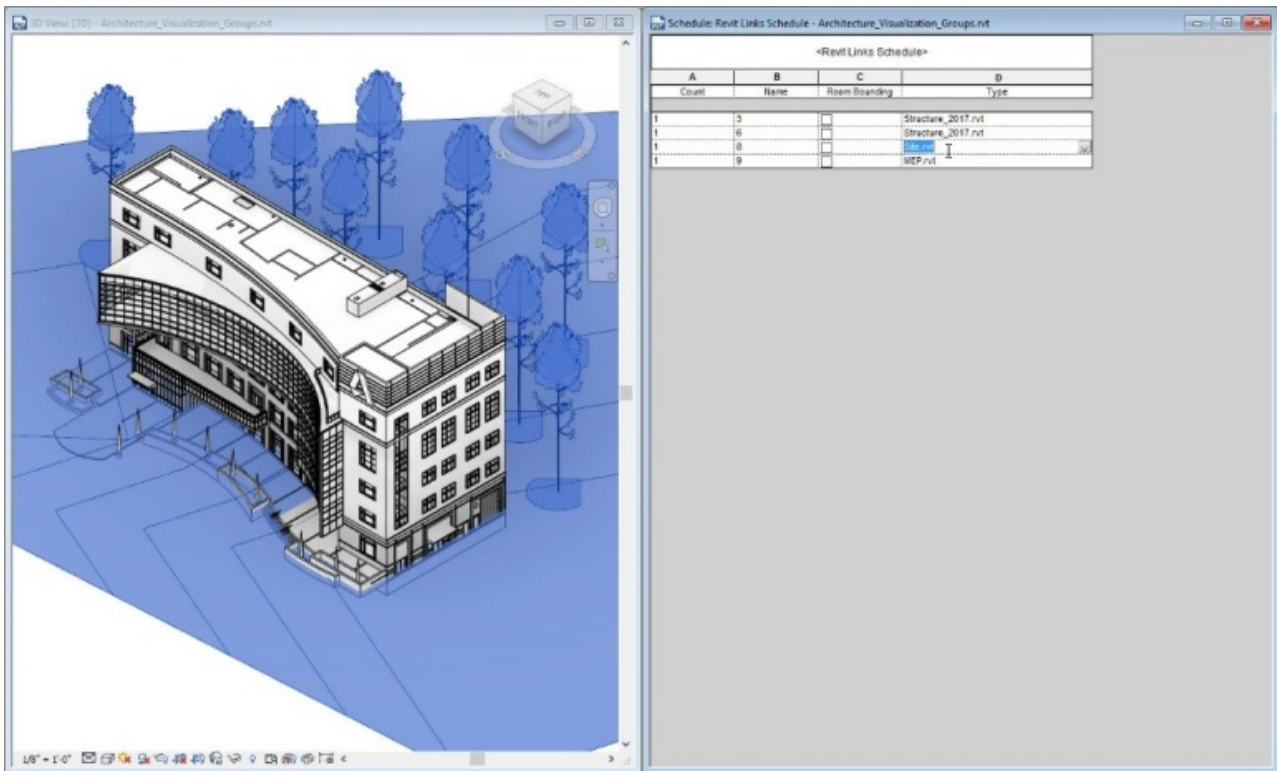 3D View: {3D} - Architecture_Visualization_Groups.rvt
Schedule: Revit Links Schedule - Architecture_Visualization_Groups.rvt
<Revit Links Schedule>
A B C D
Count Name Room Bounding Type
1 3 Structure_2017.rvt
1 6 Structure_2017.rvt
1 8 Site.rvt
1 9 MEP.rvt
A
1/8" = 1'-0"